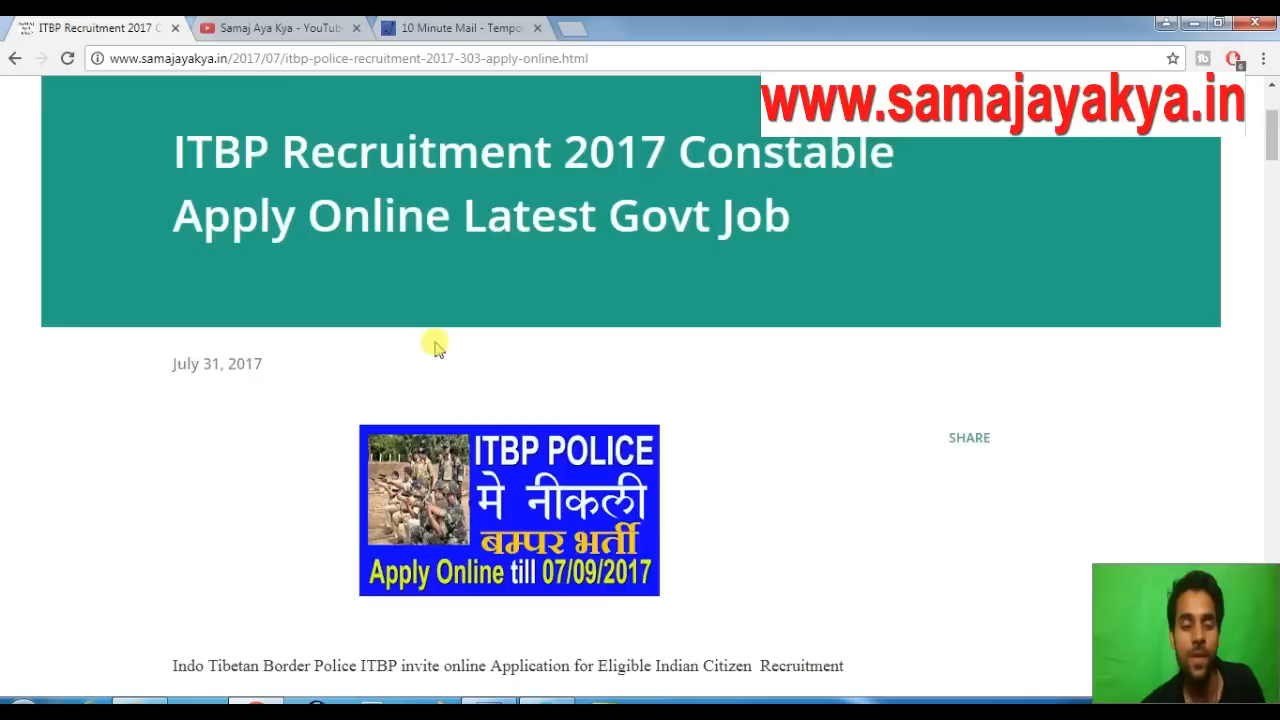 ITBP Recruitment 2017 C
Samaj Aya Kya - YouTub
10 Minute Mail - Tempo
www.samajayakya.in/2017/07/itbp-police-recruitment-2017-303-apply-online.html
www.samajayakya.in
ITBP Recruitment 2017 Constable
Apply Online Latest Govt Job
July 31, 2017
SHARE
ITBP POLICE
मे नीकली
बम्पर भर्ती
Apply Online till 07/09/2017
Indo Tibetan Border Police ITBP invite online Application for Eligible Indian Citizen Recruitment